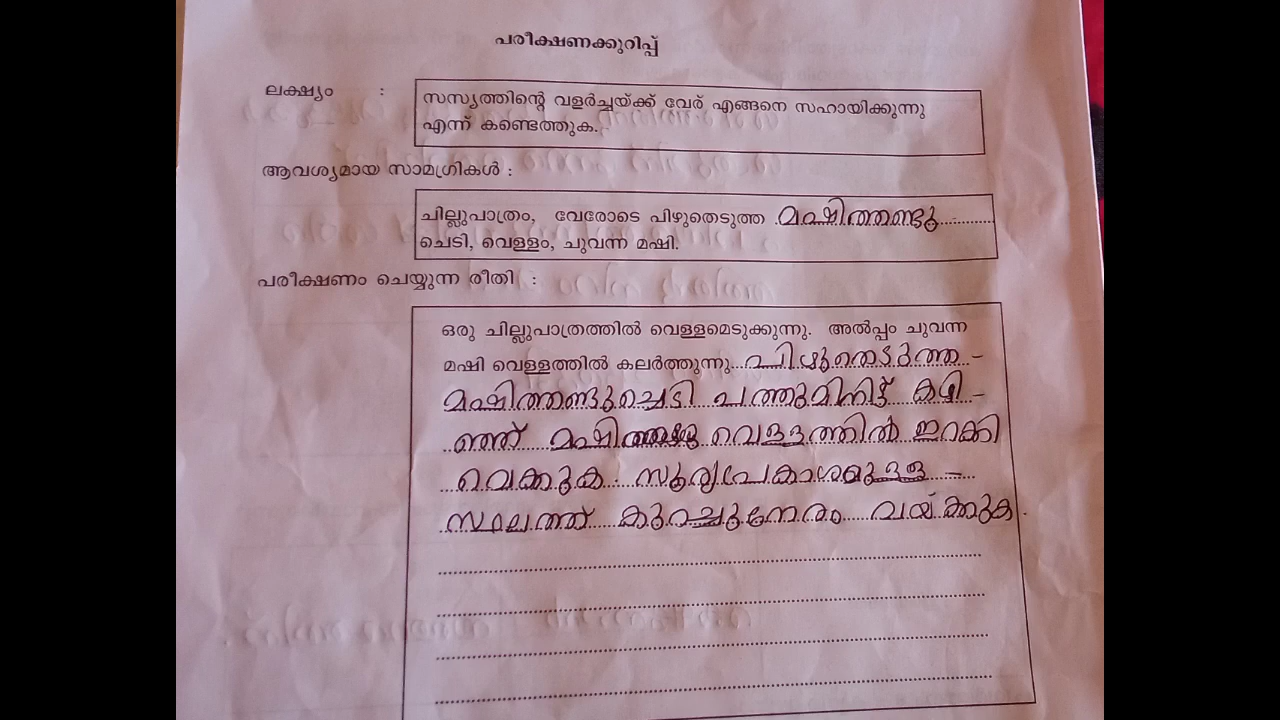 പരീക്ഷണക്കുറിപ്പ്
ലക്ഷ്യം :
സസ്യത്തിന്റെ വളർച്ചയ്ക്ക് വേര് എങ്ങനെ സഹായിക്കുന്നു
എന്ന് കണ്ടെത്തുക.
ആവശ്യമായ സാമഗ്രികൾ :
ചില്ലുപാത്രം, വേരോടെ പിഴുതെടുത്ത മഷിത്തണ്ടു
ചെടി, വെള്ളം, ചുവന്ന മഷി.
പരീക്ഷണം ചെയ്യുന്ന രീതി :
ഒരു ചില്ലുപാത്രത്തിൽ വെള്ളമെടുക്കുന്നു. അൽപ്പം ചുവന്ന
മഷി വെള്ളത്തിൽ കലർത്തുന്നു. പിഴുതെടുത്ത -
മഷിത്തണ്ടുച്ചെടി പത്തുമിനിട്ട് കഴി -
ഞ്ഞ് വെള്ളത്തിൽ ഇറക്കി
വെക്കുക. സൂര്യപ്രകാശമുള്ള -
സ്ഥലത്ത് കുറച്ചുനേരം വയ്ക്കുക.